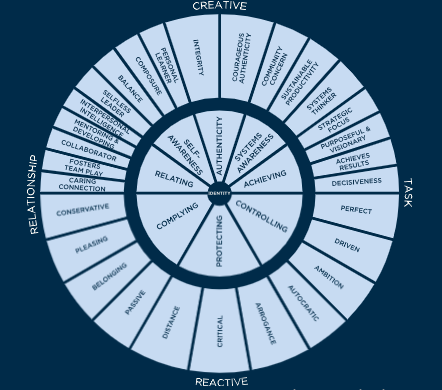 CREATIVE
INTEGRITY
COURAGEOUS
AUTHENTICITY
COMMUNITY
CONCERN
SUSTAINABLE
PRODUCTIVITY
SYSTEMS
THINKER
STRATEGIC
FOCUS
PURPOSEFUL &
VISIONARY
ACHIEVES
RESULTS
DECISIVENESS
TASK
PERFECT
DRIVEN
AMBITION
AUTOCRATIC
ARROGANCE
CRITICAL
DISTANCE
PASSIVE
BELONGING
PLEASING
CONSERVATIVE
RELATIONSHIP
CARING
CONNECTION
FOSTERS
TEAM PLAY
COLLABORATOR
MENTORING &
DEVELOPING
INTERPERSONAL
INTELLIGENCE
SELFLESS
LEADER
BALANCE
COMPOSURE
PERSONAL
LEARNER
SELF-
AWARENESS
AUTHENTICITY
SYSTEMS
AWARENESS
RELATING
ACHIEVING
IDENTITY
COMPLYING
PROTECTING
CONTROLLING
REACTIVE